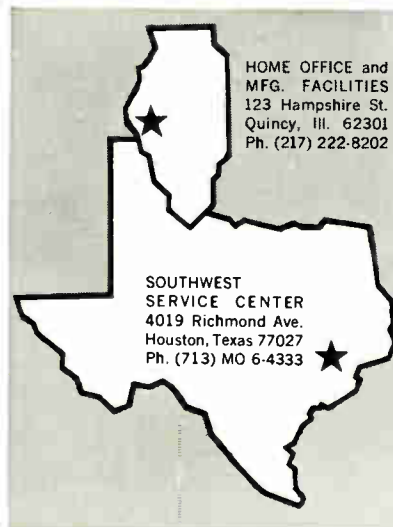 HOME OFFICE and
MFG. FACILITIES
123 Hampshire St.
Quincy, Ill. 62301
Ph. (217) 222-8202
SOUTHWEST
SERVICE CENTER
4019 Richmond Ave.
Houston, Texas 77027
Ph. (713) MO 6-4333